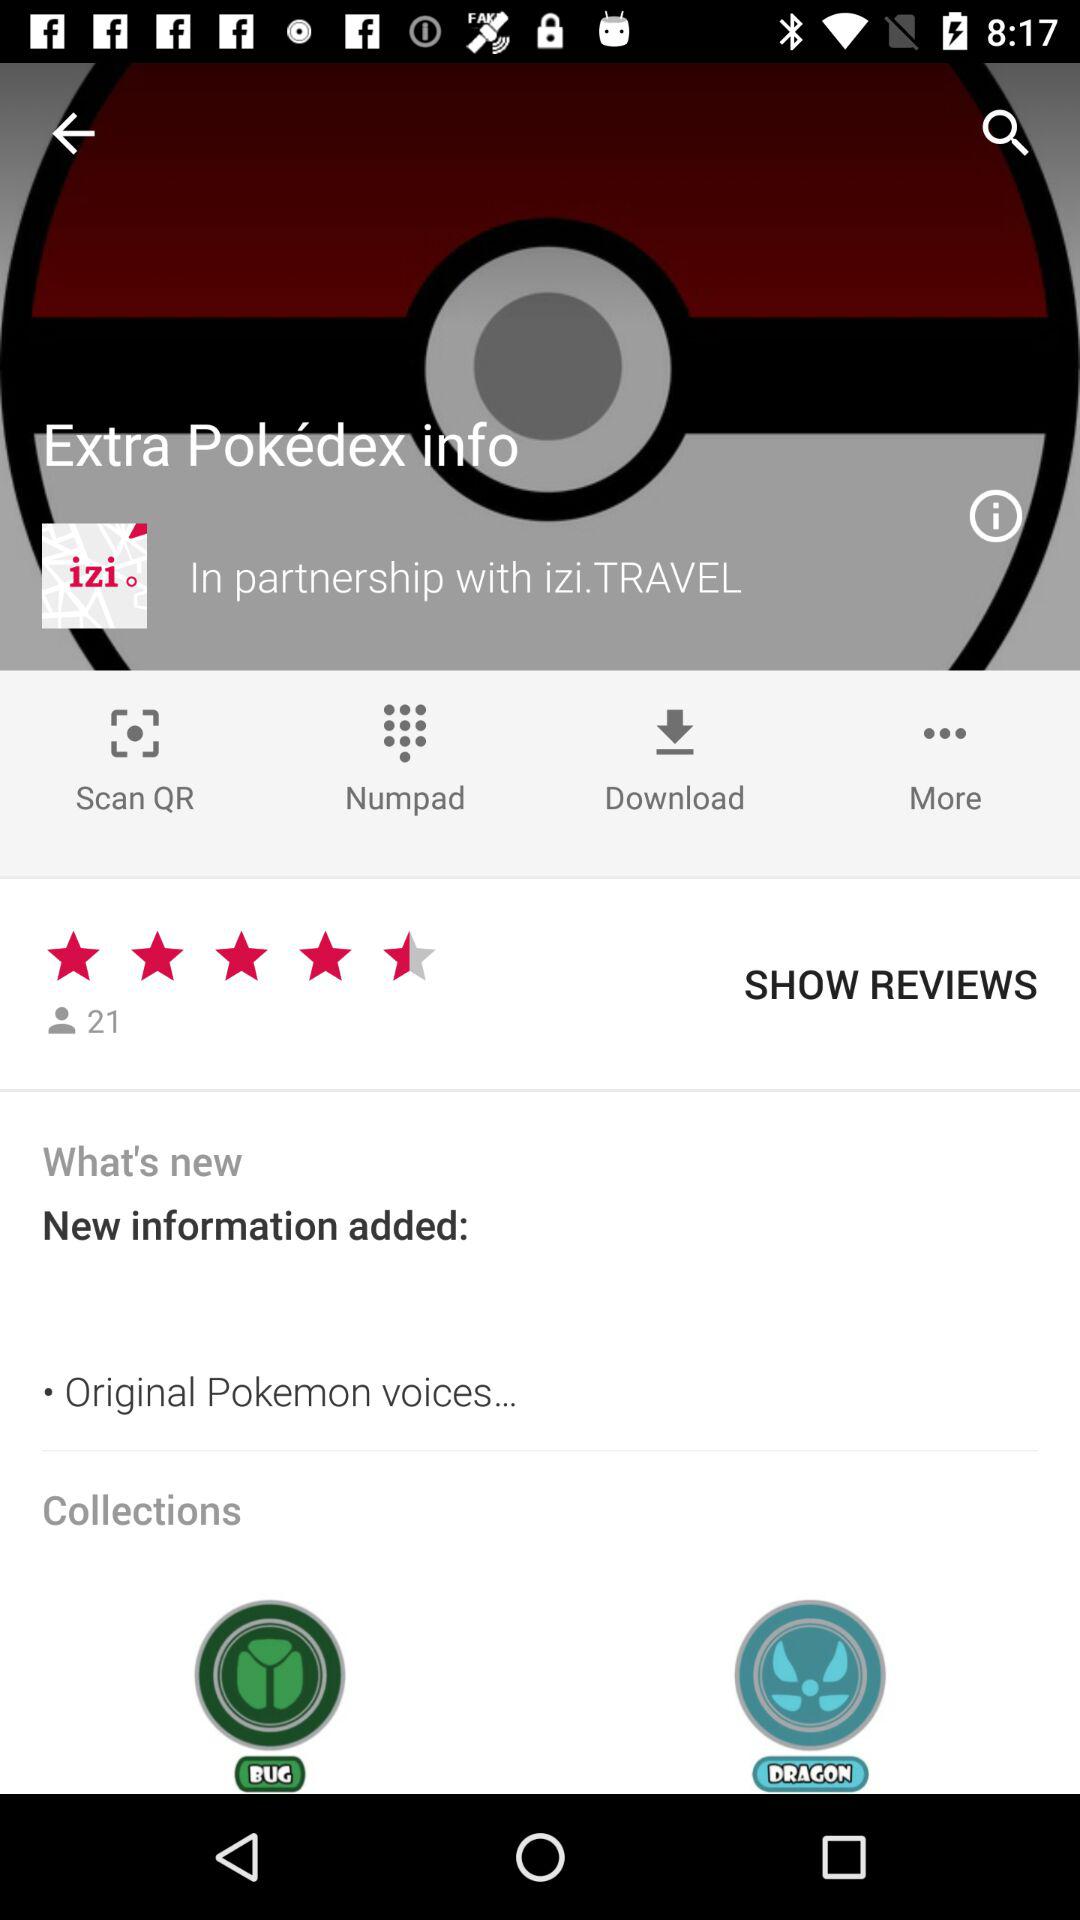 FAKE
8:17
Extra Pokédex info
izi
In partnership with izi.TRAVEL
Scan QR
Numpad
Download
More
21
SHOW REVIEWS
What's new
New information added:
• Original Pokemon voices...
Collections
BUG
DRAGON